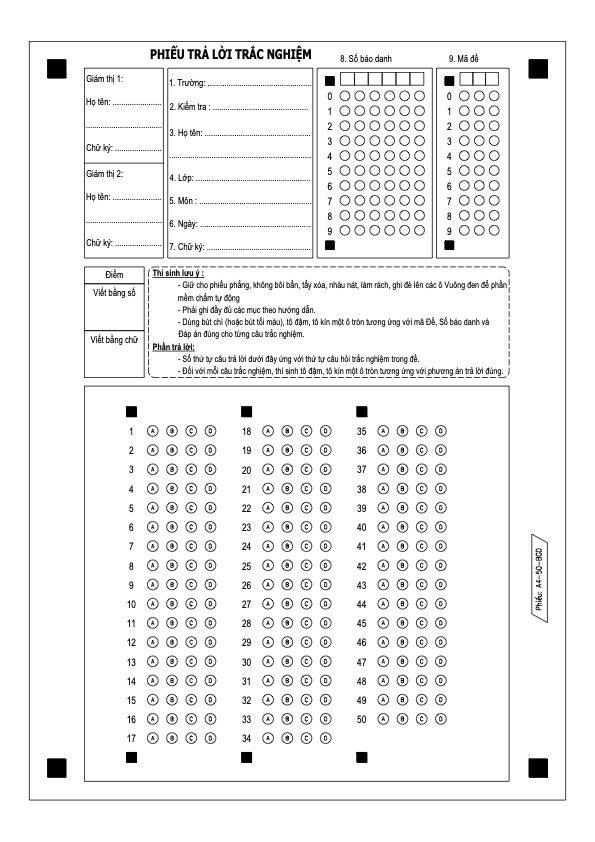 PHIẾU TRẢ LỜI TRẮC NGHIỆM
8. Số báo danh
9. Mã đề
Giám thị 1:
Họ tên: .....................
................................
Chữ ký: ....................
Giám thị 2:
Họ tên: .....................
................................
Chữ ký: ....................
1. Trường: .............................................
2. Kiểm tra : .........................................
3. Họ tên: .............................................
..............................................................
4. Lớp: .................................................
5. Môn : ................................................
6. Ngày: ................................................
7. Chữ ký: .............................................
0
1
2
3
4
5
6
7
8
9
0
1
2
3
4
5
6
7
8
9
Điểm
Viết bằng số
Viết bằng chữ
Thí sinh lưu ý :
- Giữ cho phiếu phẳng, không bôi bẩn, tẩy xóa, nhàu nát, làm rách, ghi đè lên các ô Vuông đen để phần
mềm chấm tự động
- Phải ghi đầy đủ các mục theo hướng dẫn.
- Dùng bút chì (hoặc bút tối màu), tô đậm, tô kín một ô tròn tương ứng với mã Đề, Số báo danh và
Đáp án đúng cho từng câu trắc nghiệm.
Phần trả lời:
- Số thứ tự câu trả lời dưới đây ứng với thứ tự câu hỏi trắc nghiệm trong đề.
- Đối với mỗi câu trắc nghiệm, thí sinh tô đậm, tô kín một ô tròn tương ứng với phương án trả lời đúng.
1 A B C D
2 A B C D
3 A B C D
4 A B C D
5 A B C D
6 A B C D
7 A B C D
8 A B C D
9 A B C D
10 A B C D
11 A B C D
12 A B C D
13 A B C D
14 A B C D
15 A B C D
16 A B C D
17 A B C D
18 A B C D
19 A B C D
20 A B C D
21 A B C D
22 A B C D
23 A B C D
24 A B C D
25 A B C D
26 A B C D
27 A B C D
28 A B C D
29 A B C D
30 A B C D
31 A B C D
32 A B C D
33 A B C D
34 A B C D
35 A B C D
36 A B C D
37 A B C D
38 A B C D
39 A B C D
40 A B C D
41 A B C D
42 A B C D
43 A B C D
44 A B C D
45 A B C D
46 A B C D
47 A B C D
48 A B C D
49 A B C D
50 A B C D
Phiếu: A4-50-BGD